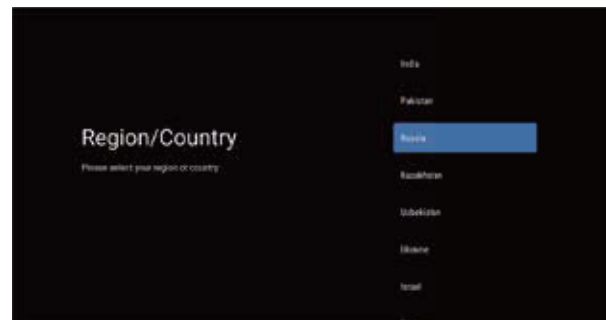 Region/Country
Please select your region or country
India
Pakistan
Russia
Kazakhstan
Uzbekistan
Ukraine
Israel